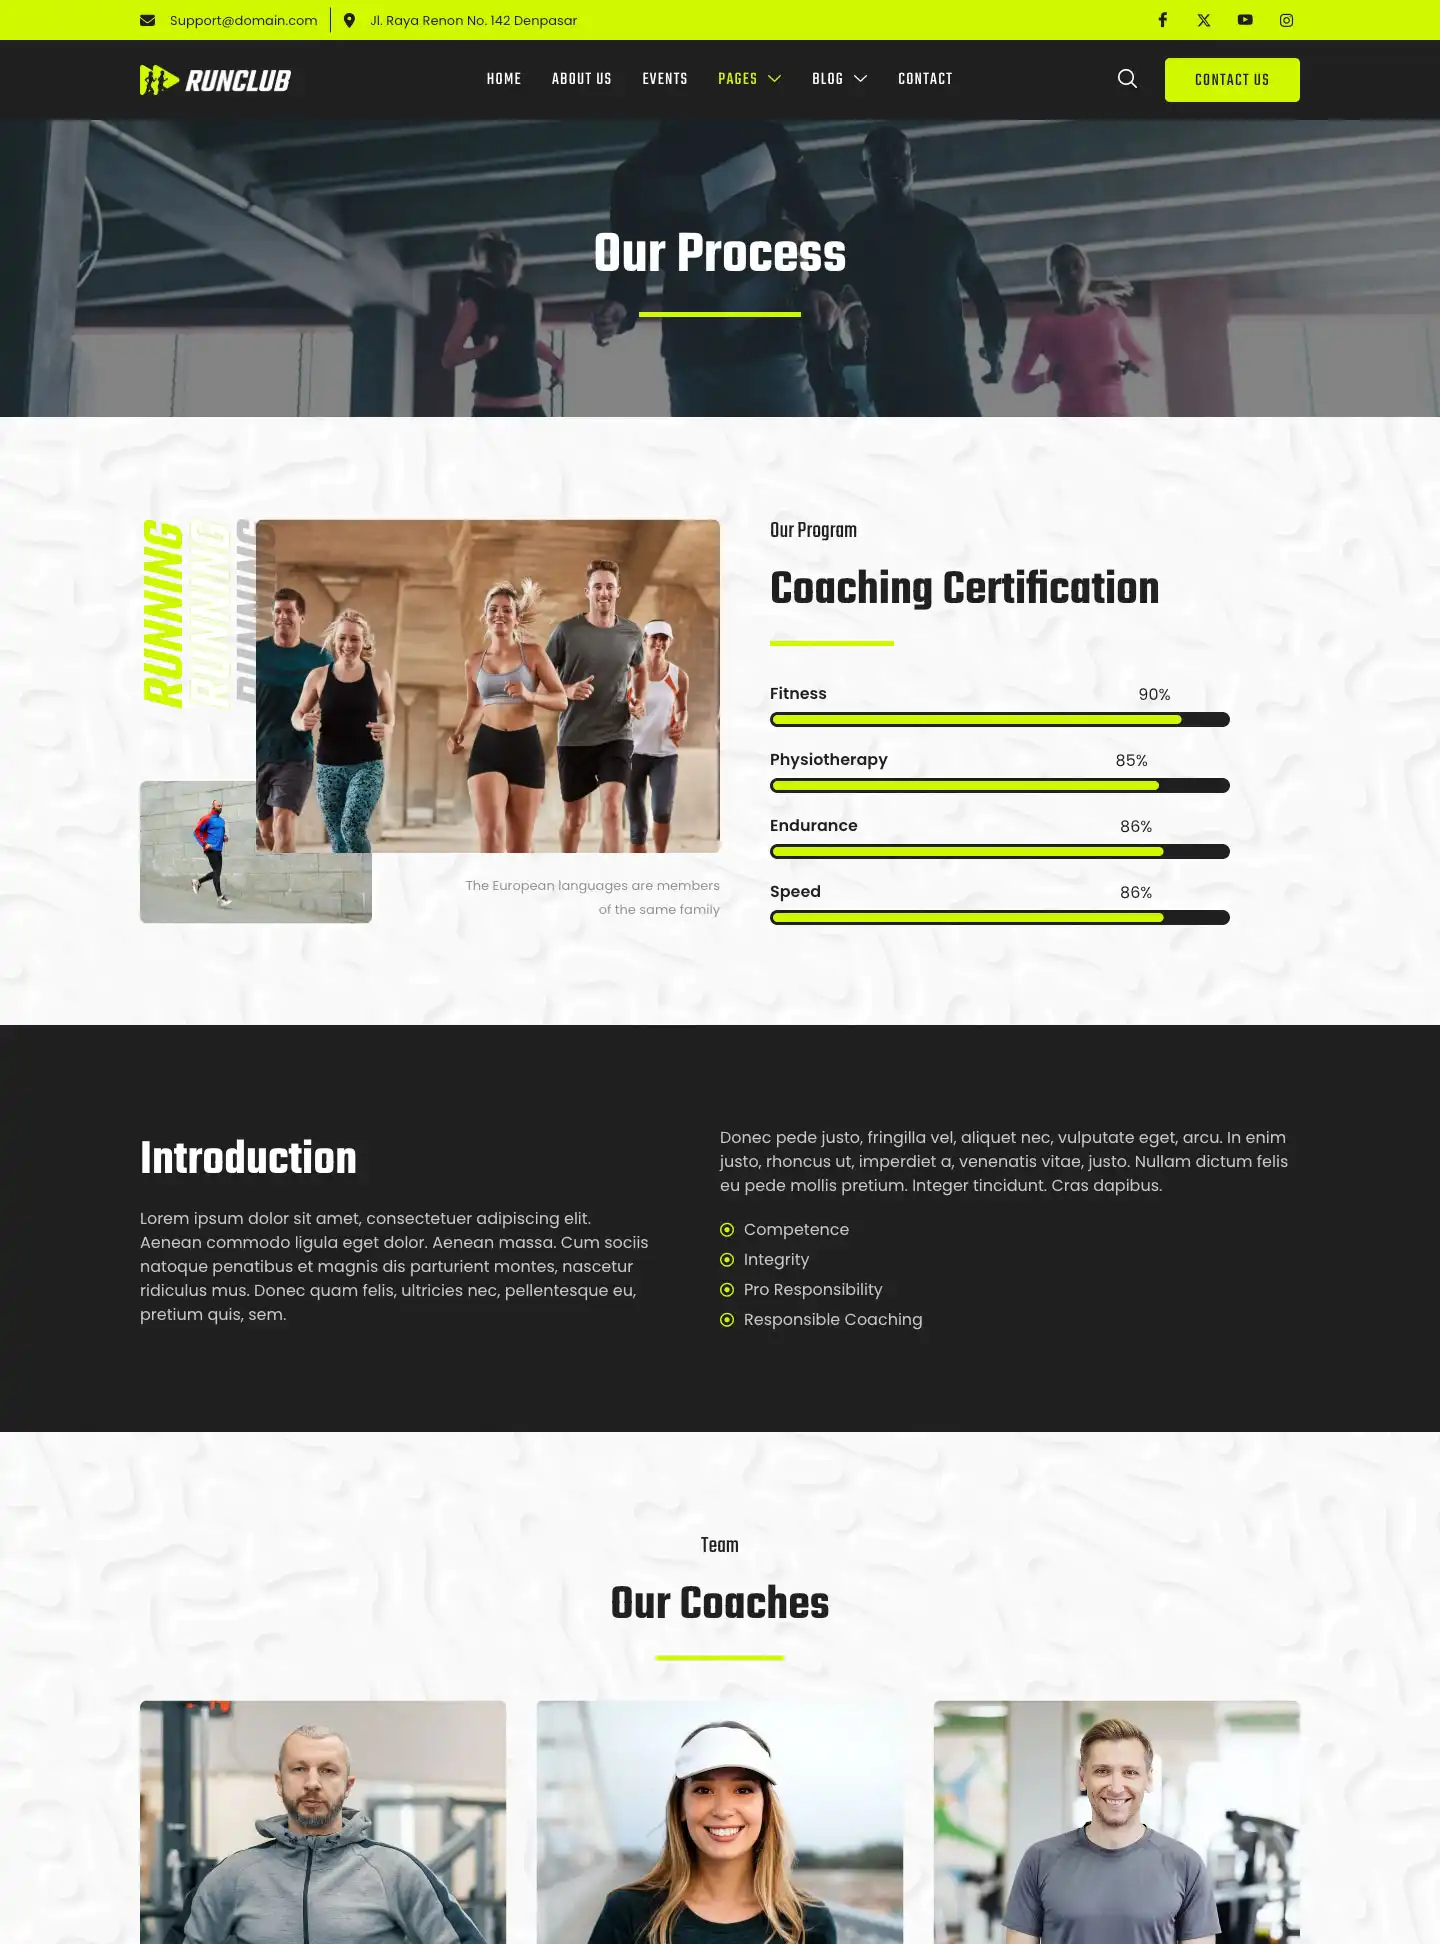 Support@domain.com
Jl. Raya Renon No. 142 Denpasar
RUNCLUB
HOME
ABOUT US
EVENTS
PAGES
BLOG
CONTACT
CONTACT US
Our Process
RUNNING
RUNNING
RUNNING
The European languages are members
of the same family
Our Program
Coaching Certification
Fitness
90%
Physiotherapy
85%
Endurance
86%
Speed
86%
Introduction
Lorem ipsum dolor sit amet, consectetuer adipiscing elit.
Aenean commodo ligula eget dolor. Aenean massa. Cum sociis
natoque penatibus et magnis dis parturient montes, nascetur
ridiculus mus. Donec quam felis, ultricies nec, pellentesque eu,
pretium quis, sem.
Donec pede justo, fringilla vel, aliquet nec, vulputate eget, arcu. In enim
justo, rhoncus ut, imperdiet a, venenatis vitae, justo. Nullam dictum felis
eu pede mollis pretium. Integer tincidunt. Cras dapibus.
Competence
Integrity
Pro Responsibility
Responsible Coaching
Team
Our Coaches